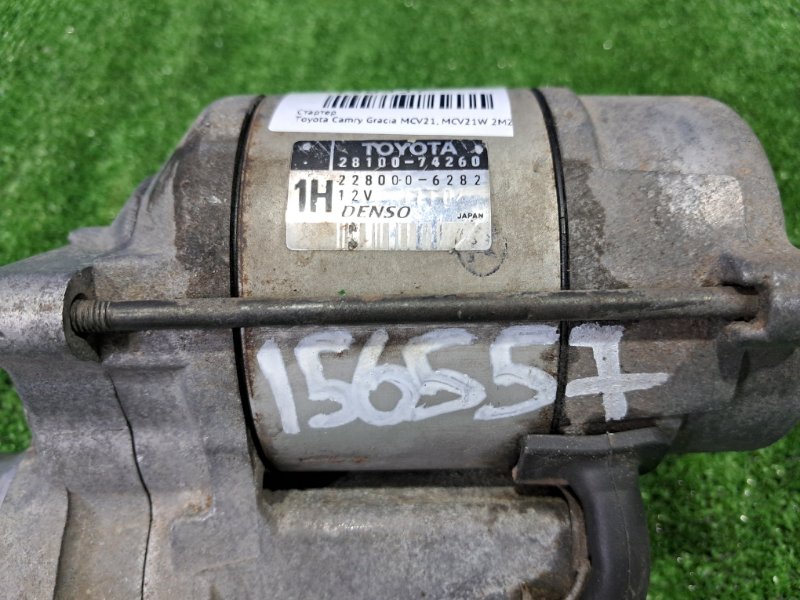 Стартер
Toyota Camry Gracia MCV21, MCV21W 2MZ
TOYOTA
28100-74260
1H
228000-6282
12V
DENSO
JAPAN
156557